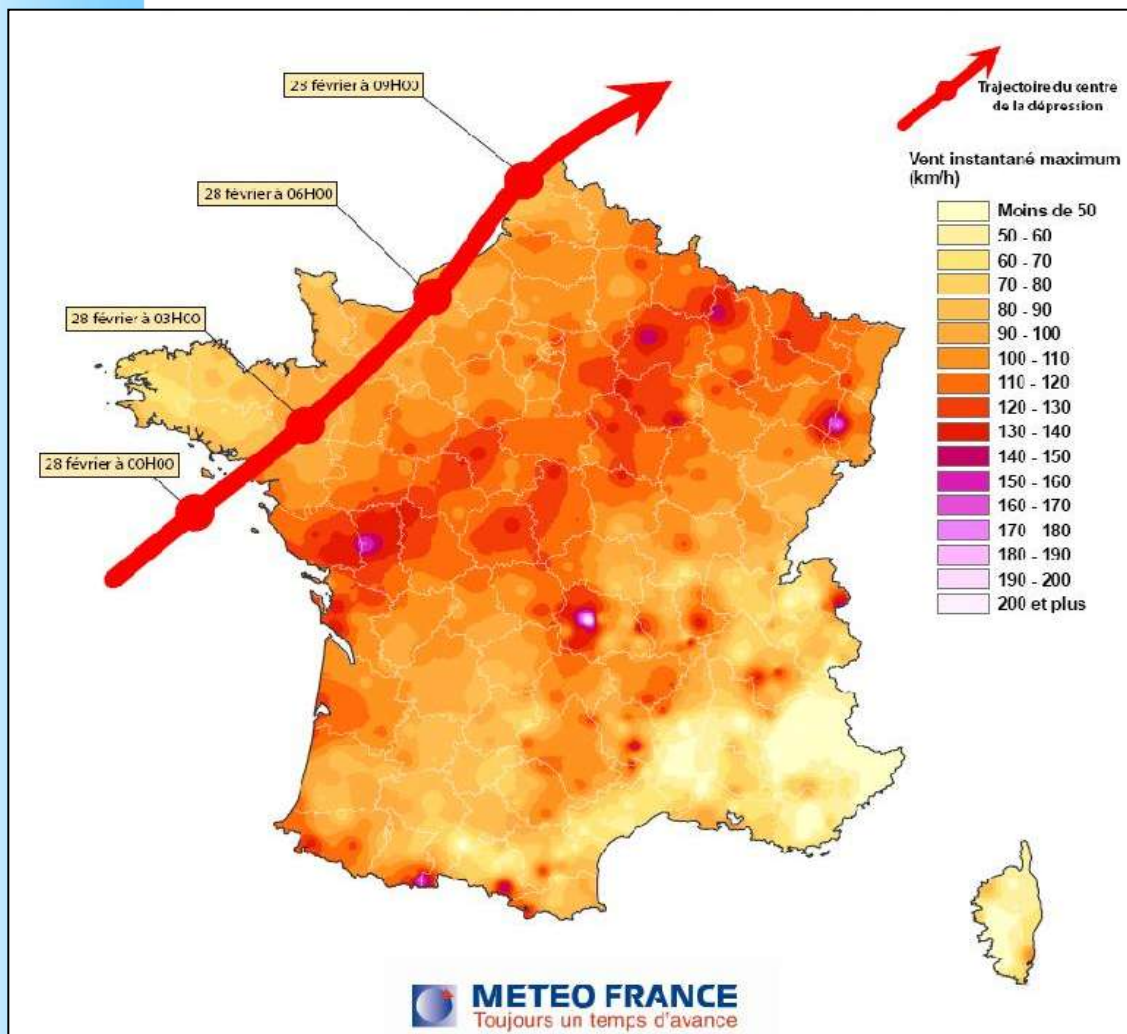 28 février à 09H00
28 février à 06H00
28 février à 03H00
28 février à 00H00
Trajectoire du centre
de la dépression
Vent instantané maximum
(km/h)
Moins de 50
50 - 60
60 - 70
70 - 80
80 - 90
90 - 100
100 - 110
110 - 120
120 - 130
130 - 140
140 - 150
150 - 160
160 - 170
170 - 180
180 - 190
190 - 200
200 et plus
METEO FRANCE
Toujours un temps d'avance